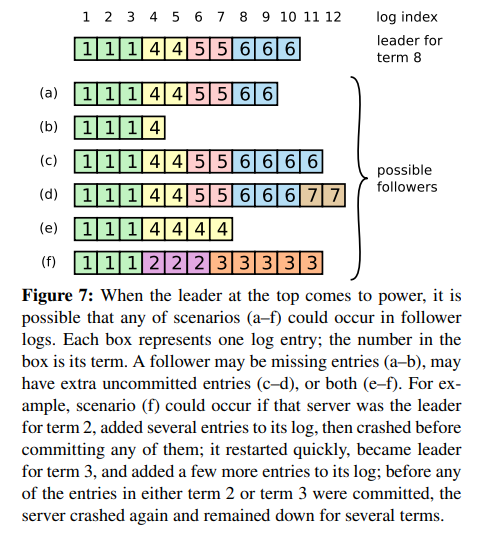 1 2 3 4 5 6 7 8 9 10 11 12 log index
1 1 1 4 4 5 5 6 6 6 leader for
term 8
(a) 1 1 1 4 4 5 5 6 6
(b) 1 1 1 4
(c) 1 1 1 4 4 5 5 6 6 6 6
possible
followers
(d) 1 1 1 4 4 5 5 6 6 6 7 7
(e) 1 1 1 4 4 4 4
(f) 1 1 1 2 2 2 3 3 3 3 3
Figure 7: When the leader at the top comes to power, it is
possible that any of scenarios (a–f) could occur in follower
logs. Each box represents one log entry; the number in the
box is its term. A follower may be missing entries (a–b), may
have extra uncommitted entries (c–d), or both (e–f). For ex-
ample, scenario (f) could occur if that server was the leader
for term 2, added several entries to its log, then crashed before
committing any of them; it restarted quickly, became leader
for term 3, and added a few more entries to its log; before any
of the entries in either term 2 or term 3 were committed, the
server crashed again and remained down for several terms.